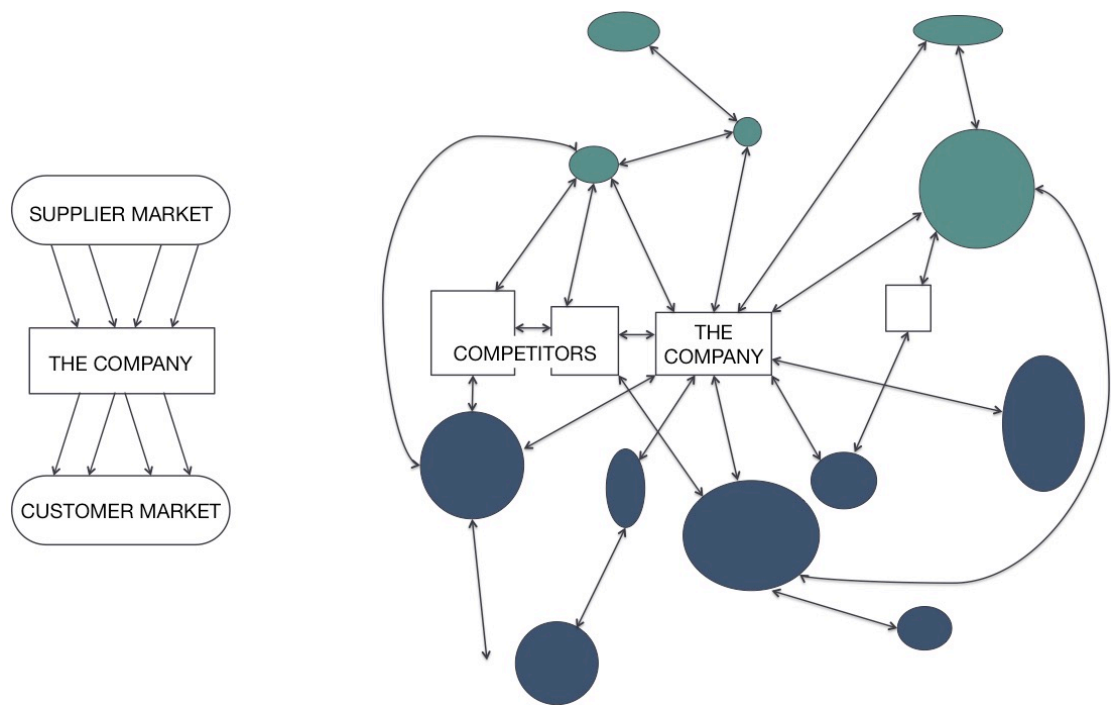 SUPPLIER MARKET
THE COMPANY
CUSTOMER MARKET
COMPETITORS
THE
COMPANY